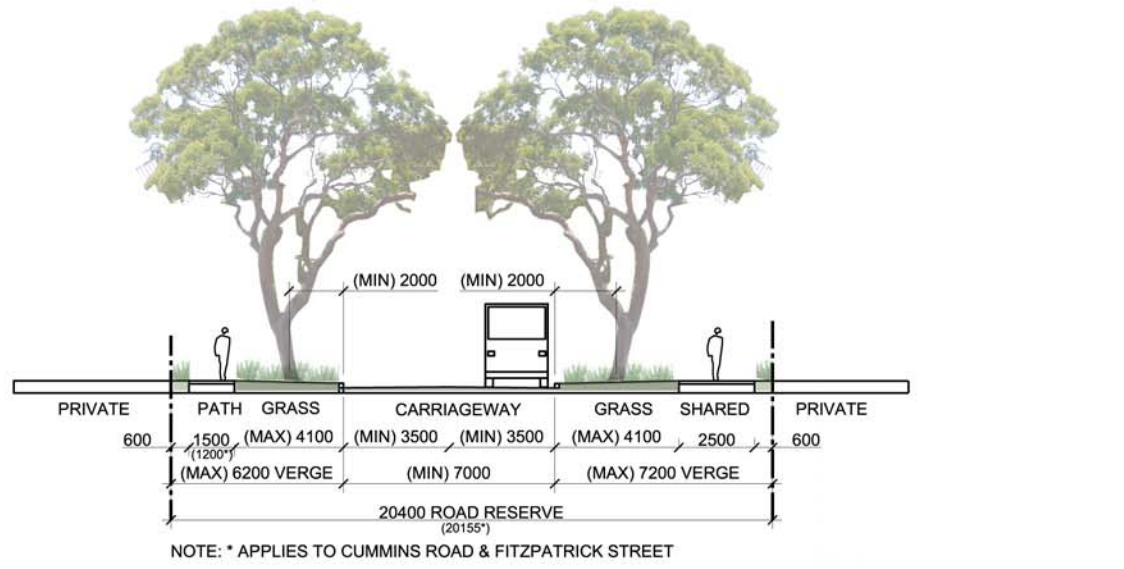 (MIN) 2000 (MIN) 2000
PRIVATE PATH GRASS CARRIAGEWAY GRASS SHARED PRIVATE
600 1500 (MAX) 4100 (MIN) 3500 (MIN) 3500 (MAX) 4100 2500 600
(1200*)
(MAX) 6200 VERGE (MIN) 7000 (MAX) 7200 VERGE
20400 ROAD RESERVE
(20155*)
NOTE: * APPLIES TO CUMMINS ROAD & FITZPATRICK STREET